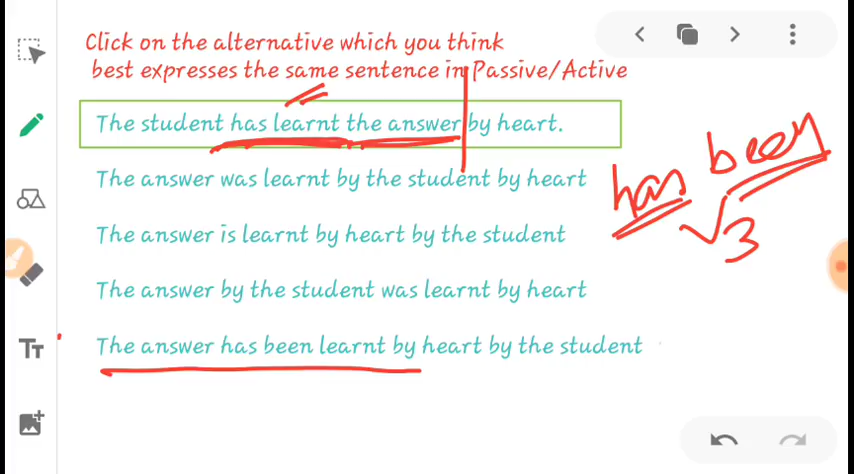 Click on the alternative which you think
best expresses the same sentence in Passive/Active
The student has learnt the answer by heart.
The answer was learnt by the student by heart
has been
√3
The answer is learnt by heart by the student
The answer by the student was learnt by heart
The answer has been learnt by heart by the student
TT